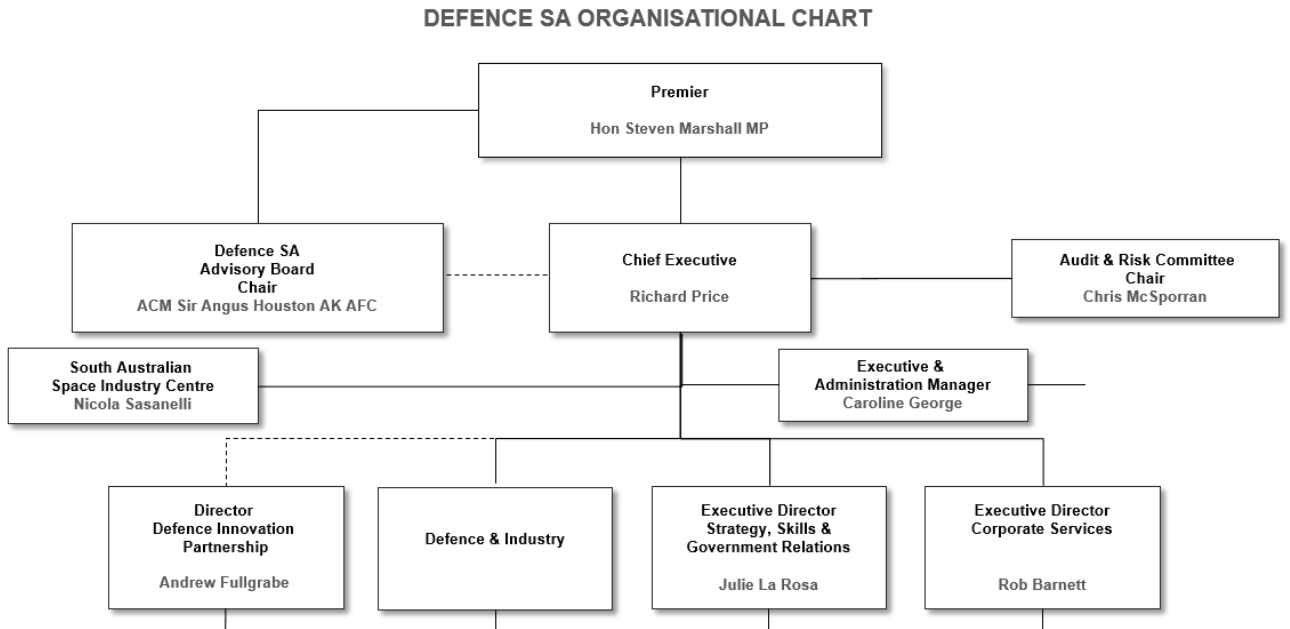 DEFENCE SA ORGANISATIONAL CHART
Premier
Hon Steven Marshall MP
Defence SA
Advisory Board
Chair
ACM Sir Angus Houston AK AFC
Chief Executive
Richard Price
Audit & Risk Committee
Chair
Chris McSporran
South Australian
Space Industry Centre
Nicola Sasanelli
Executive &
Administration Manager
Caroline George
Director
Defence Innovation
Partnership
Andrew Fullgrabe
Defence & Industry
Executive Director
Strategy, Skills &
Government Relations
Julie La Rosa
Executive Director
Corporate Services
Rob Barnett